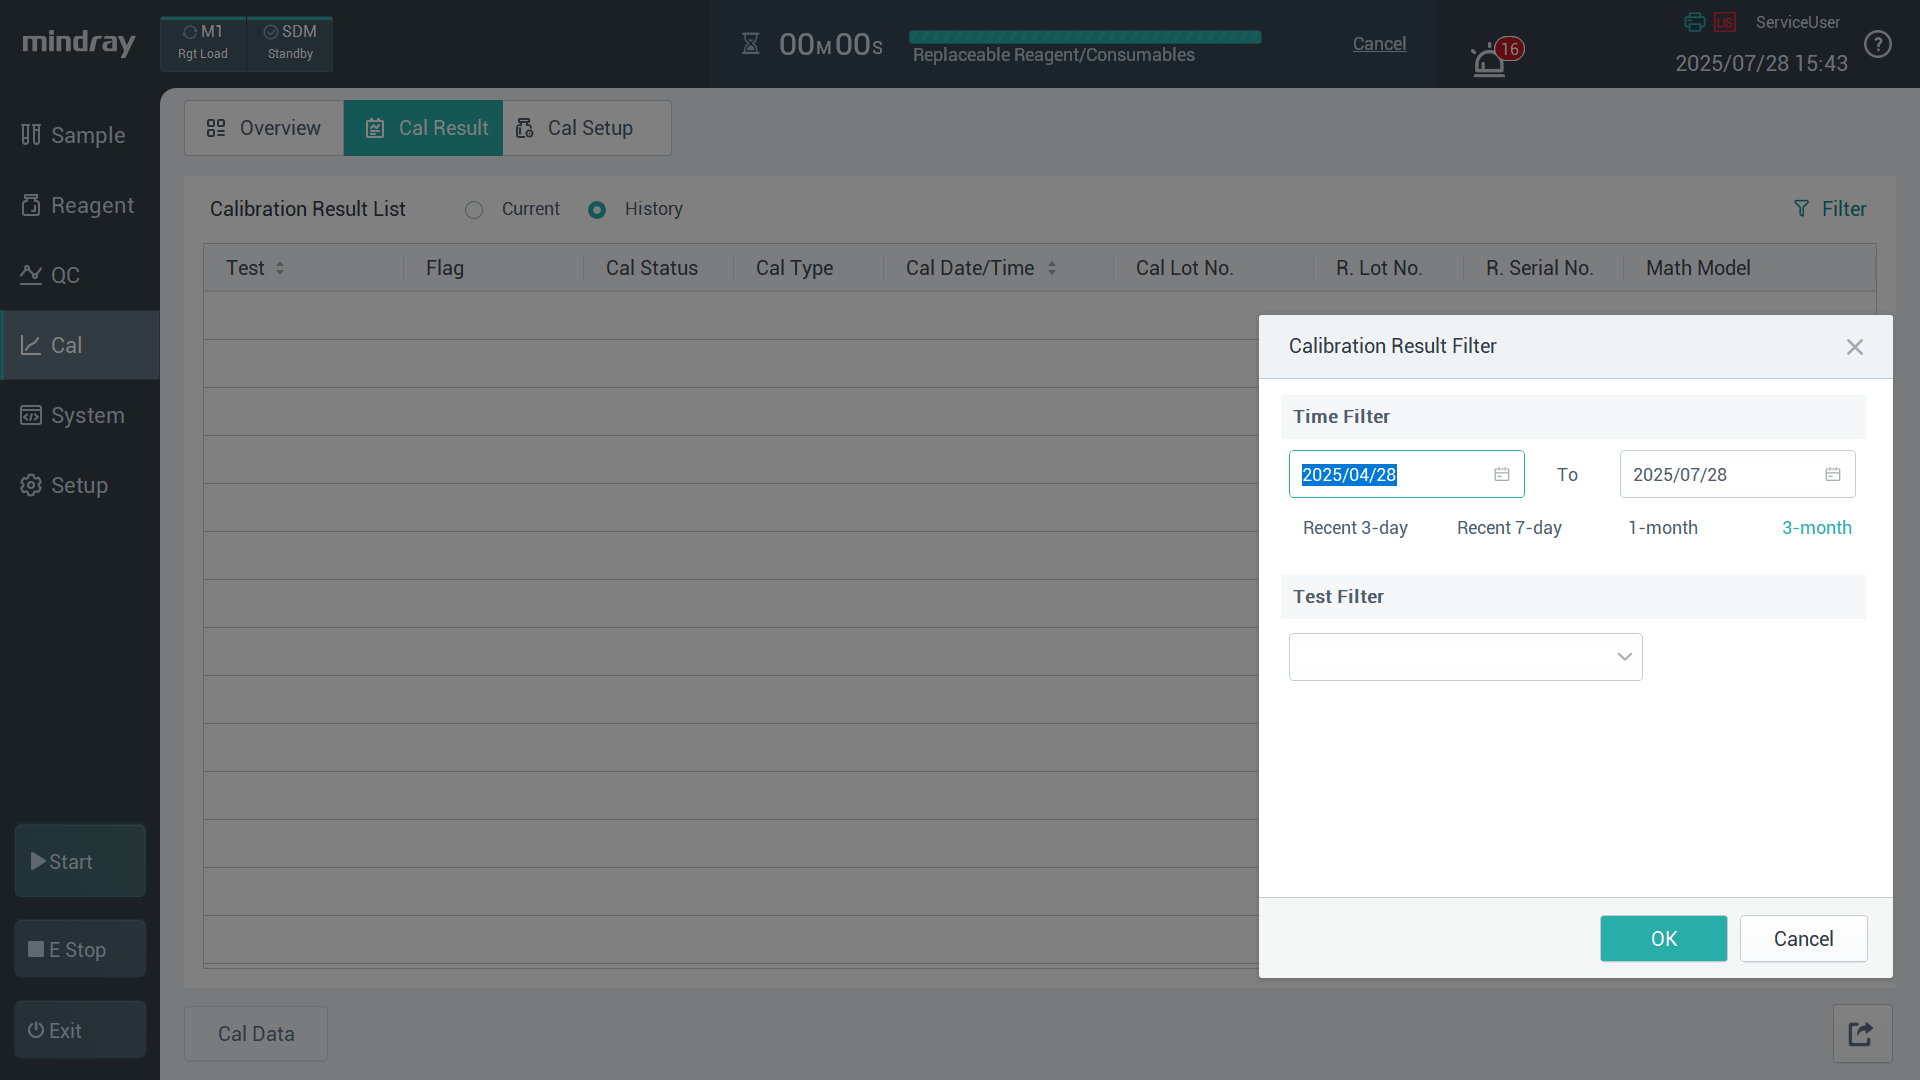 mindray
M1
Rgt Load
SDM
Standby
00M00S
Replaceable Reagent/Consumables
Cancel
16
LIS
ServiceUser
2025/07/28 15:43
?
Sample
Reagent
QC
Cal
System
Setup
Start
E Stop
Exit
Overview
Cal Result
Cal Setup
Calibration Result List
Current
History
Filter
Test
Flag
Cal Status
Cal Type
Cal Date/Time
Cal Lot No.
R. Lot No.
R. Serial No.
Math Model
Calibration Result Filter
Time Filter
2025/04/28
To
2025/07/28
Recent 3-day
Recent 7-day
1-month
3-month
Test Filter
OK
Cancel
Cal Data